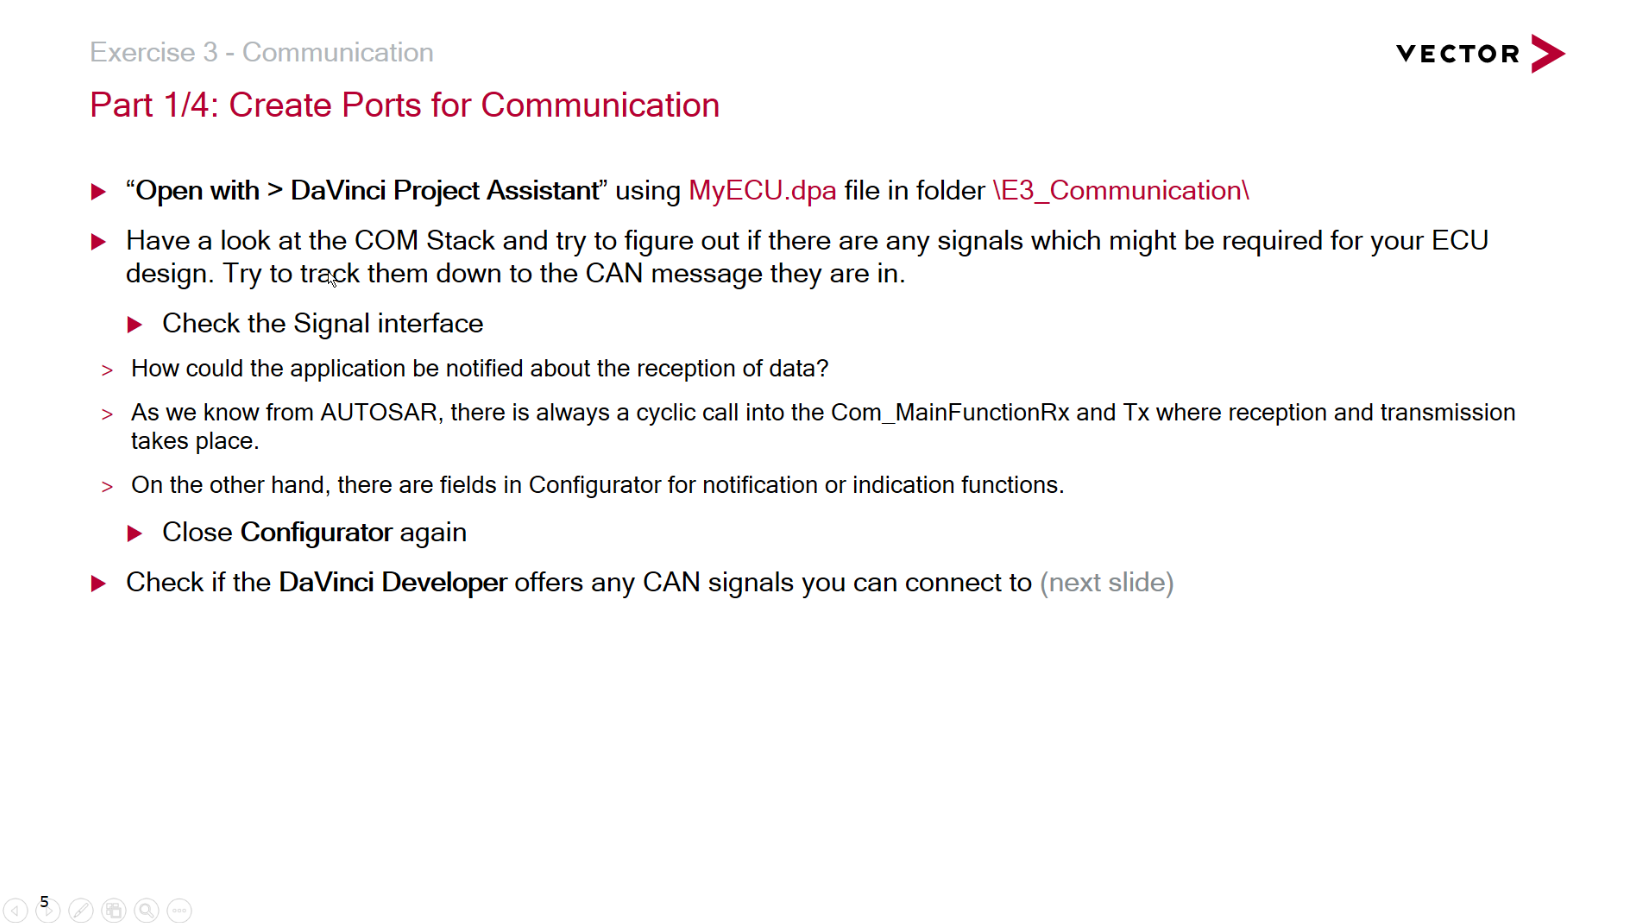 Exercise 3 - Communication
VECTOR
Part 1/4: Create Ports for Communication
“Open with > DaVinci Project Assistant” using MyECU.dpa file in folder \E3_Communication\
Have a look at the COM Stack and try to figure out if there are any signals which might be required for your ECU
design. Try to track them down to the CAN message they are in.
Check the Signal interface
> How could the application be notified about the reception of data?
> As we know from AUTOSAR, there is always a cyclic call into the Com_MainFunctionRx and Tx where reception and transmission
takes place.
> On the other hand, there are fields in Configurator for notification or indication functions.
Close Configurator again
Check if the DaVinci Developer offers any CAN signals you can connect to (next slide)
5